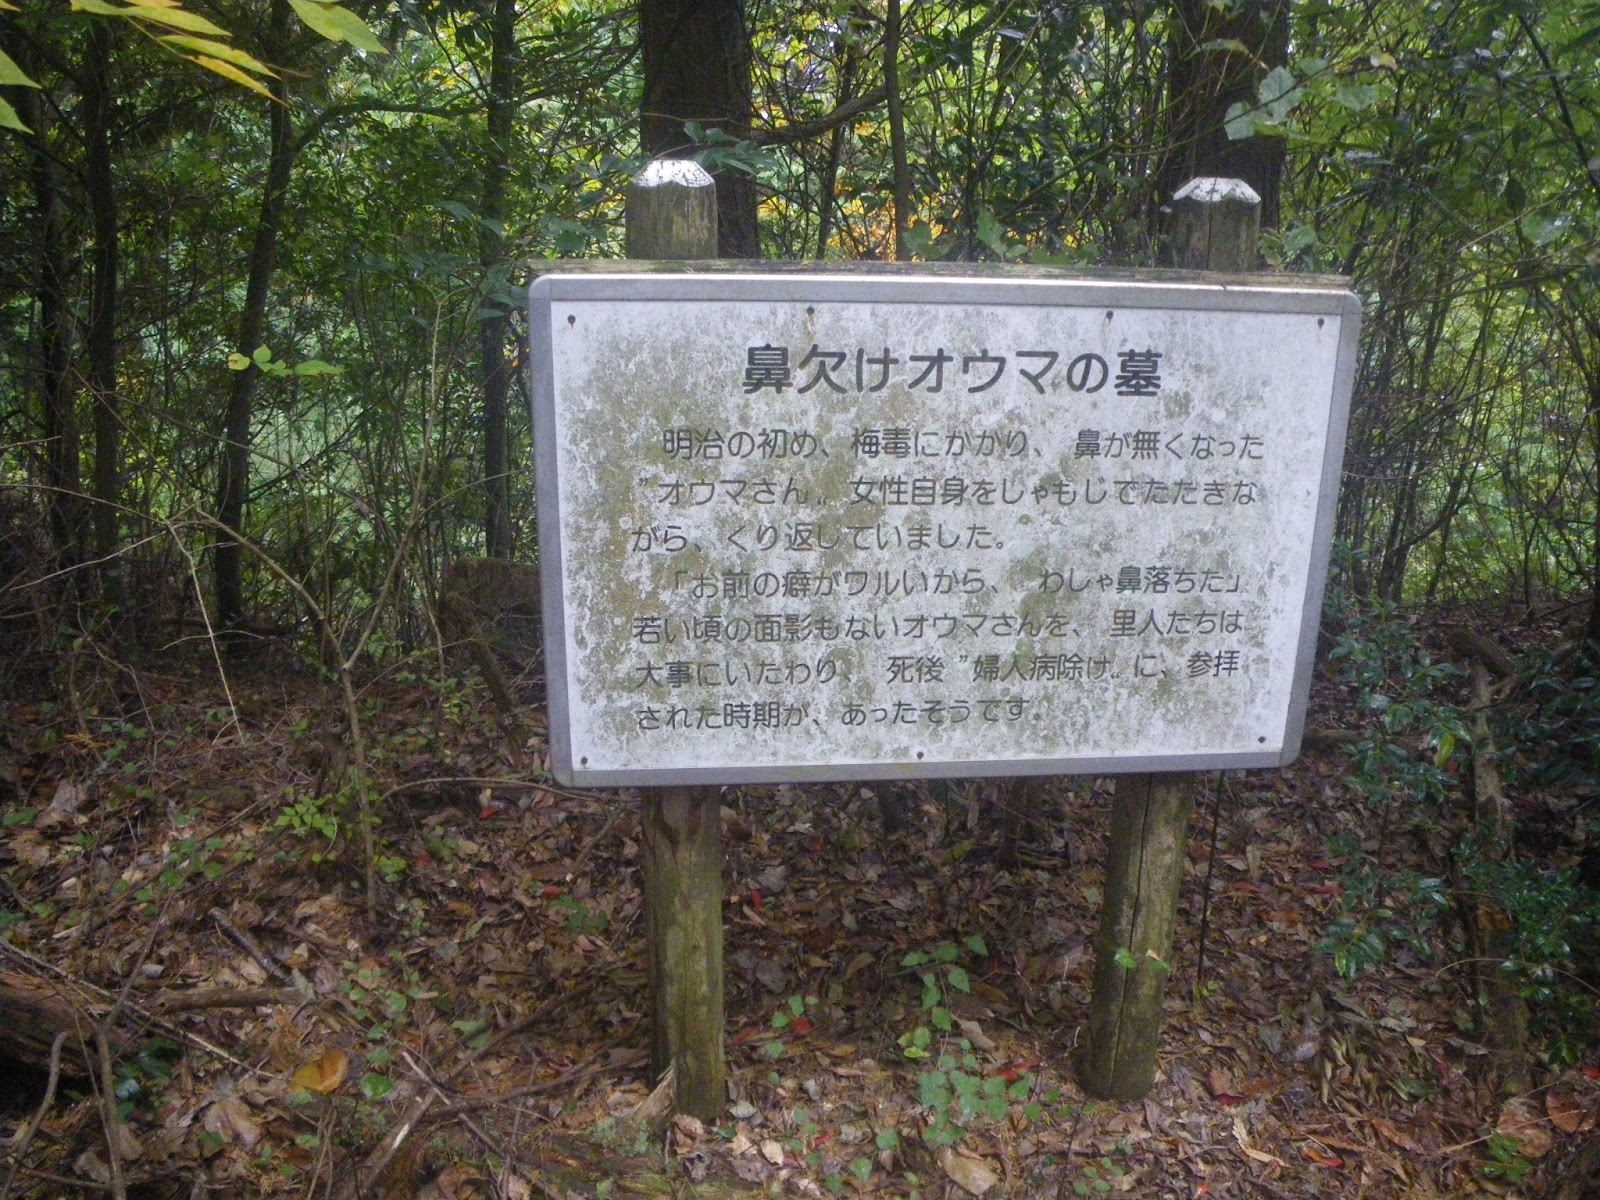 鼻欠けオウマの墓
明治の初め、梅毒にかかり、鼻が無くなった
〝オウマさん〟女性自身をしゃもじでたたきな
がら、くり返していました。
「お前の癖がワルいから、わしゃ鼻落ちた」
若い頃の面影もないオウマさんを、里人たちは
大事にいたわり、死後〝婦人病除け〟に、参拝
された時期が、あったそうです。